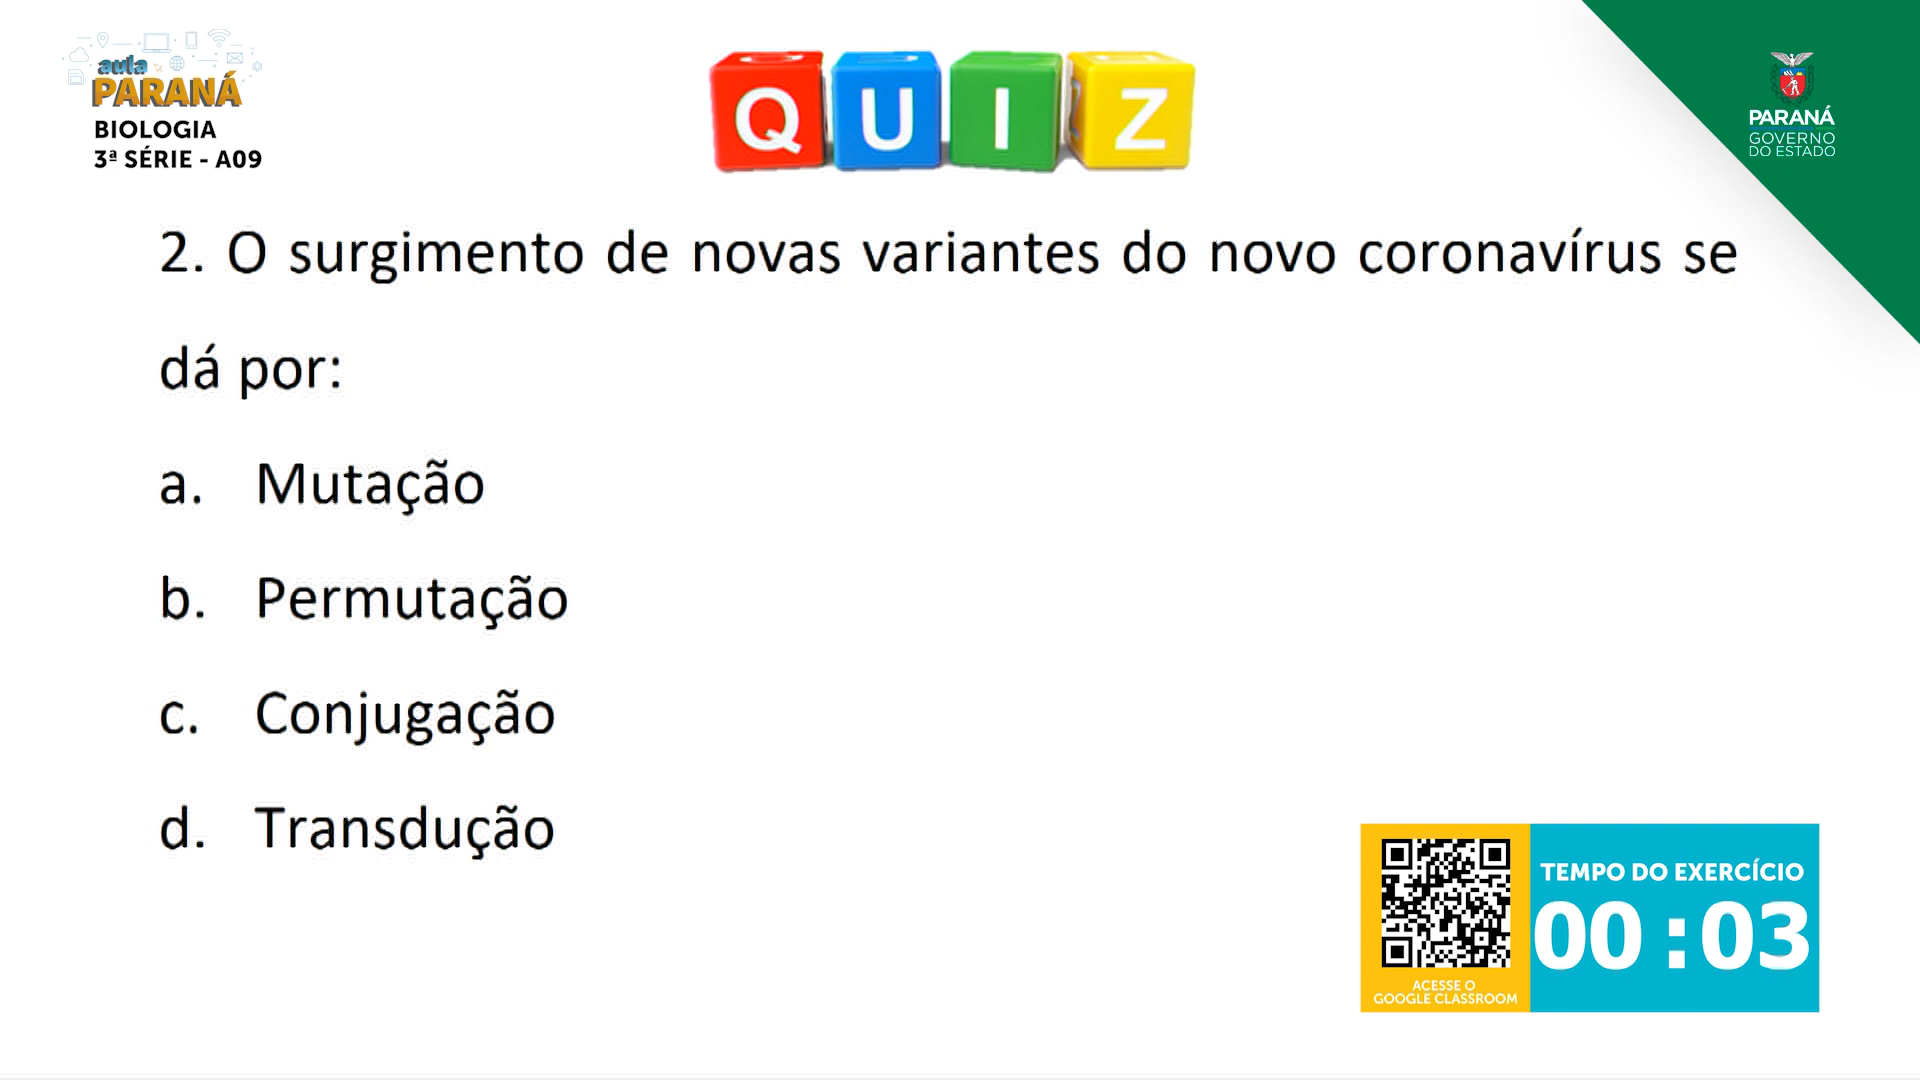 aula
PARANÁ
BIOLOGIA
3ª SÉRIE - A09
QUIZ
PARANÁ
GOVERNO
DO ESTADO
2. O surgimento de novas variantes do novo coronavírus se
dá por:
a. Mutação
b. Permutação
c. Conjugação
d. Transdução
TEMPO DO EXERCÍCIO
00:03
ACESSE O
GOOGLE CLASSROOM